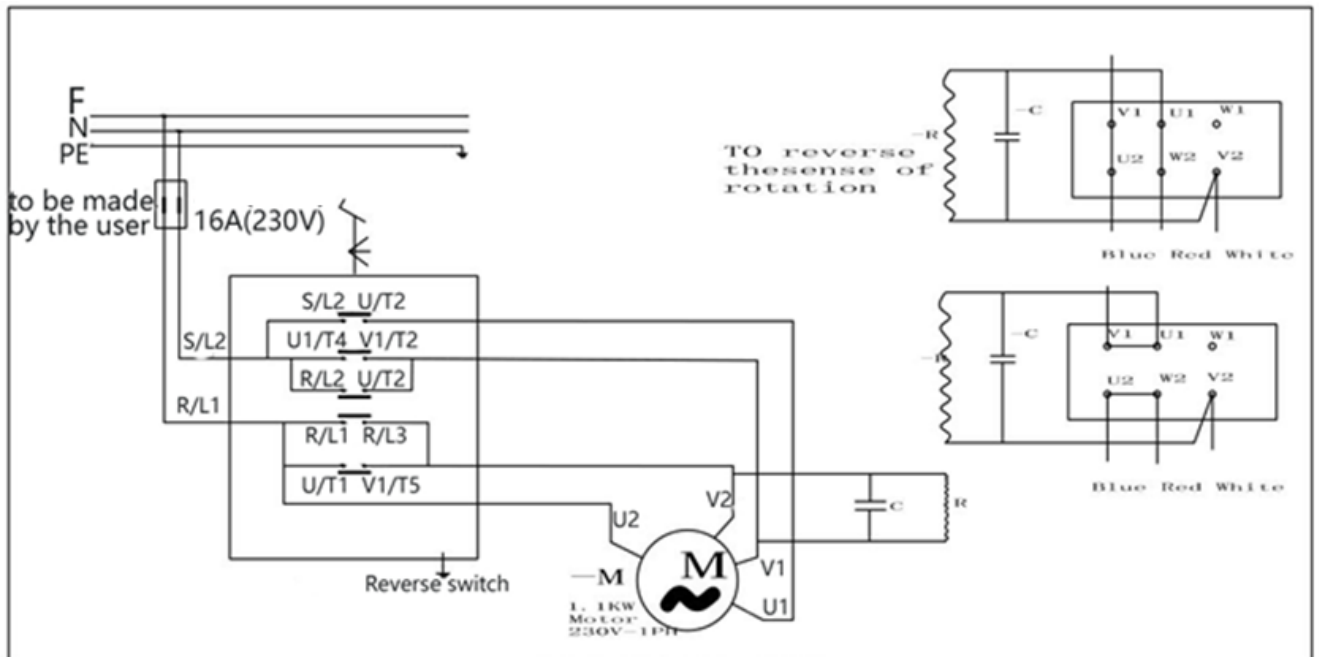 F
N
PE
to be made
by the user
16A(230V)
S/L2 U/T2
S/L2
U1/T4 V1/T2
R/L2 U/T2
R/L1
R/L1 R/L3
U/T1 V1/T5
Reverse switch
U2
V2
V1
U1
M
—M
1. 1KW
Motor
230V—1PH
C
R
TO reverse
thesense of
rotation
—R
—C
V1 U1 W1
U2 W2 V2
Blue Red White
—R
—C
V1 U1 W1
U2 W2 V2
Blue Red White